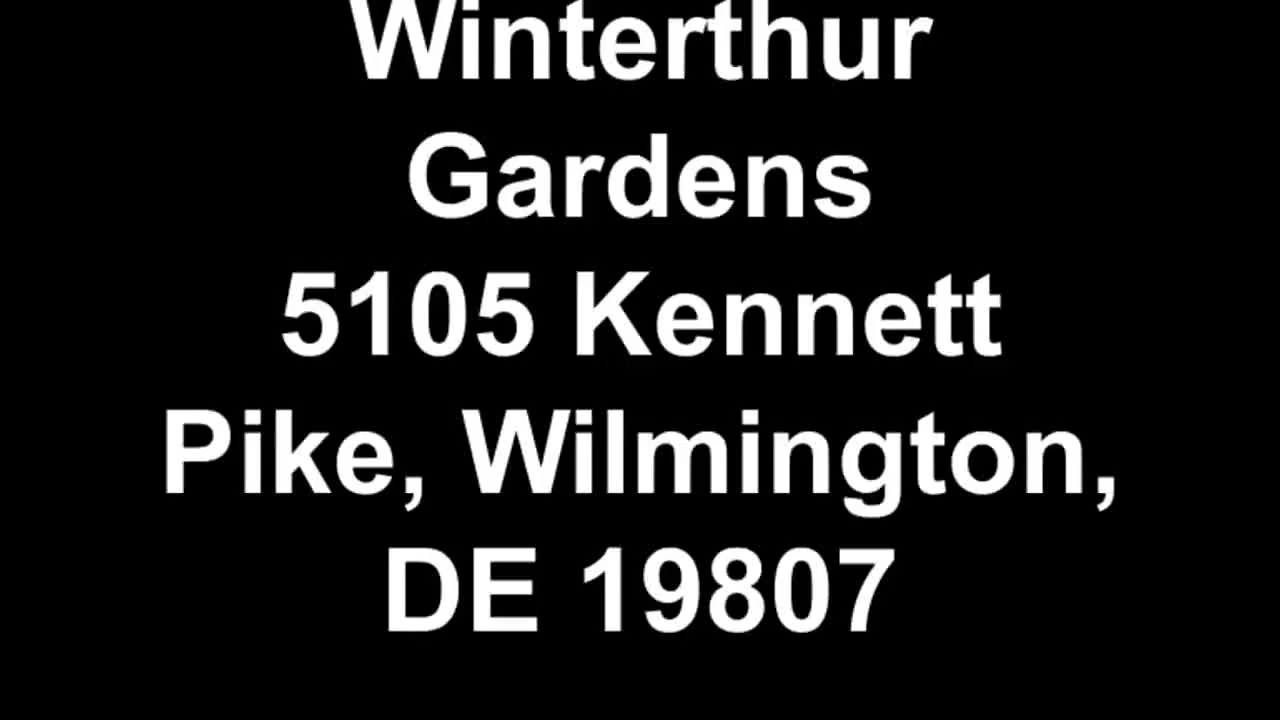 Winterthur
Gardens
5105 Kennett
Pike, Wilmington,
DE 19807